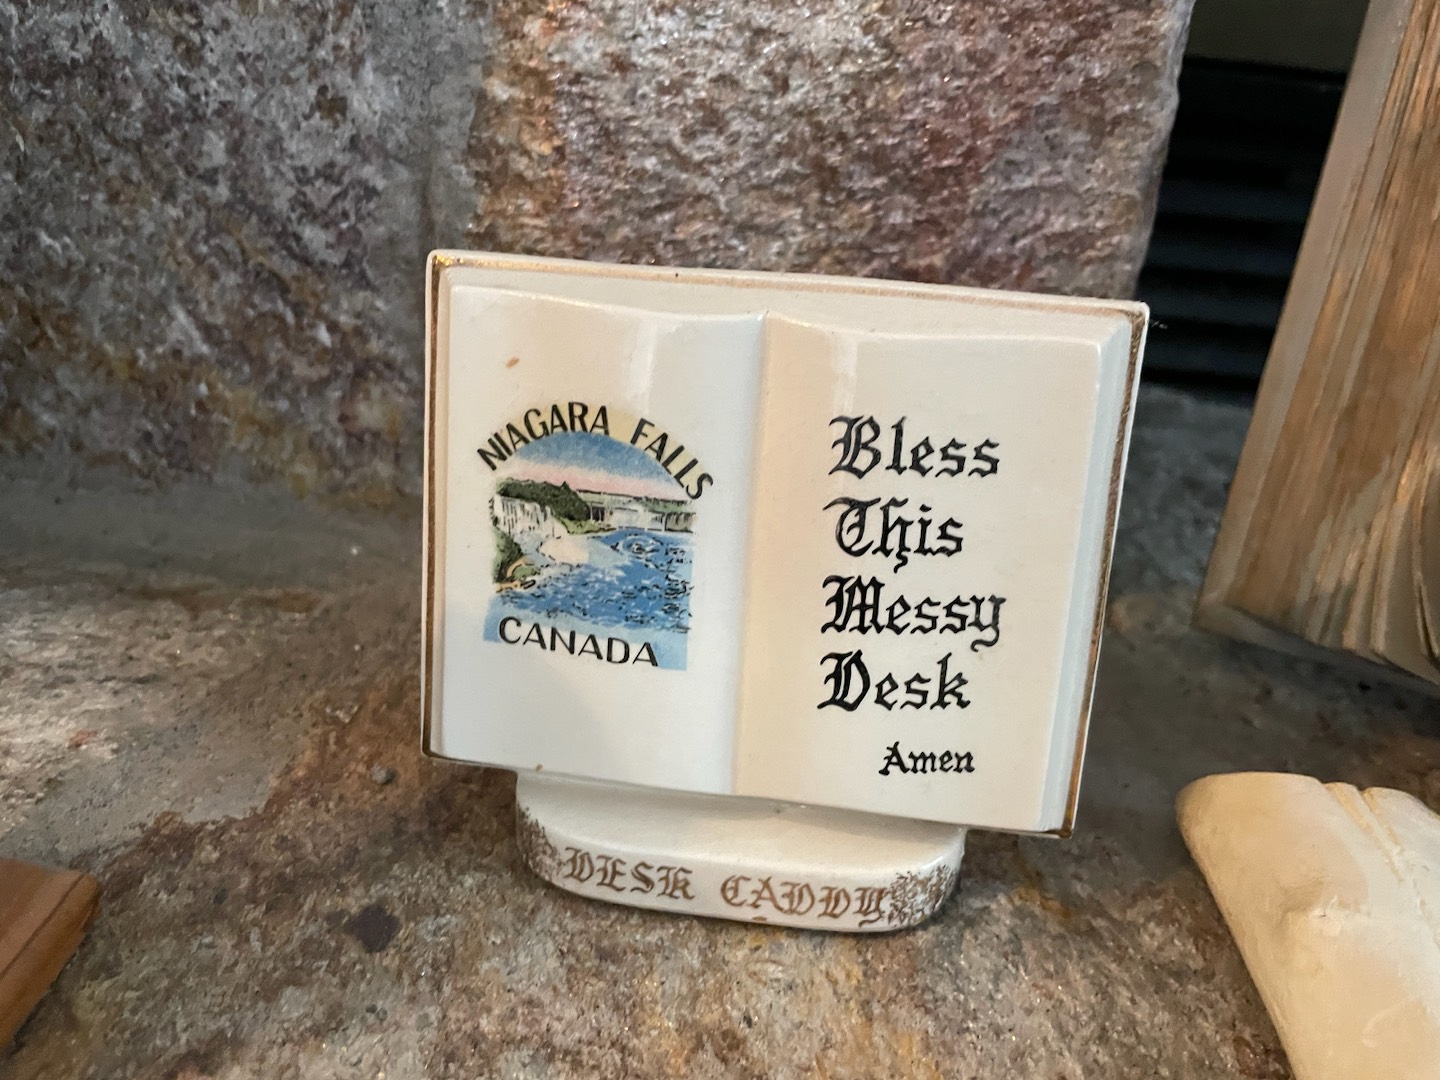 NIAGARA FALLS
CANADA
Bless
This
Messy
Desk
Amen
DESK CADDY